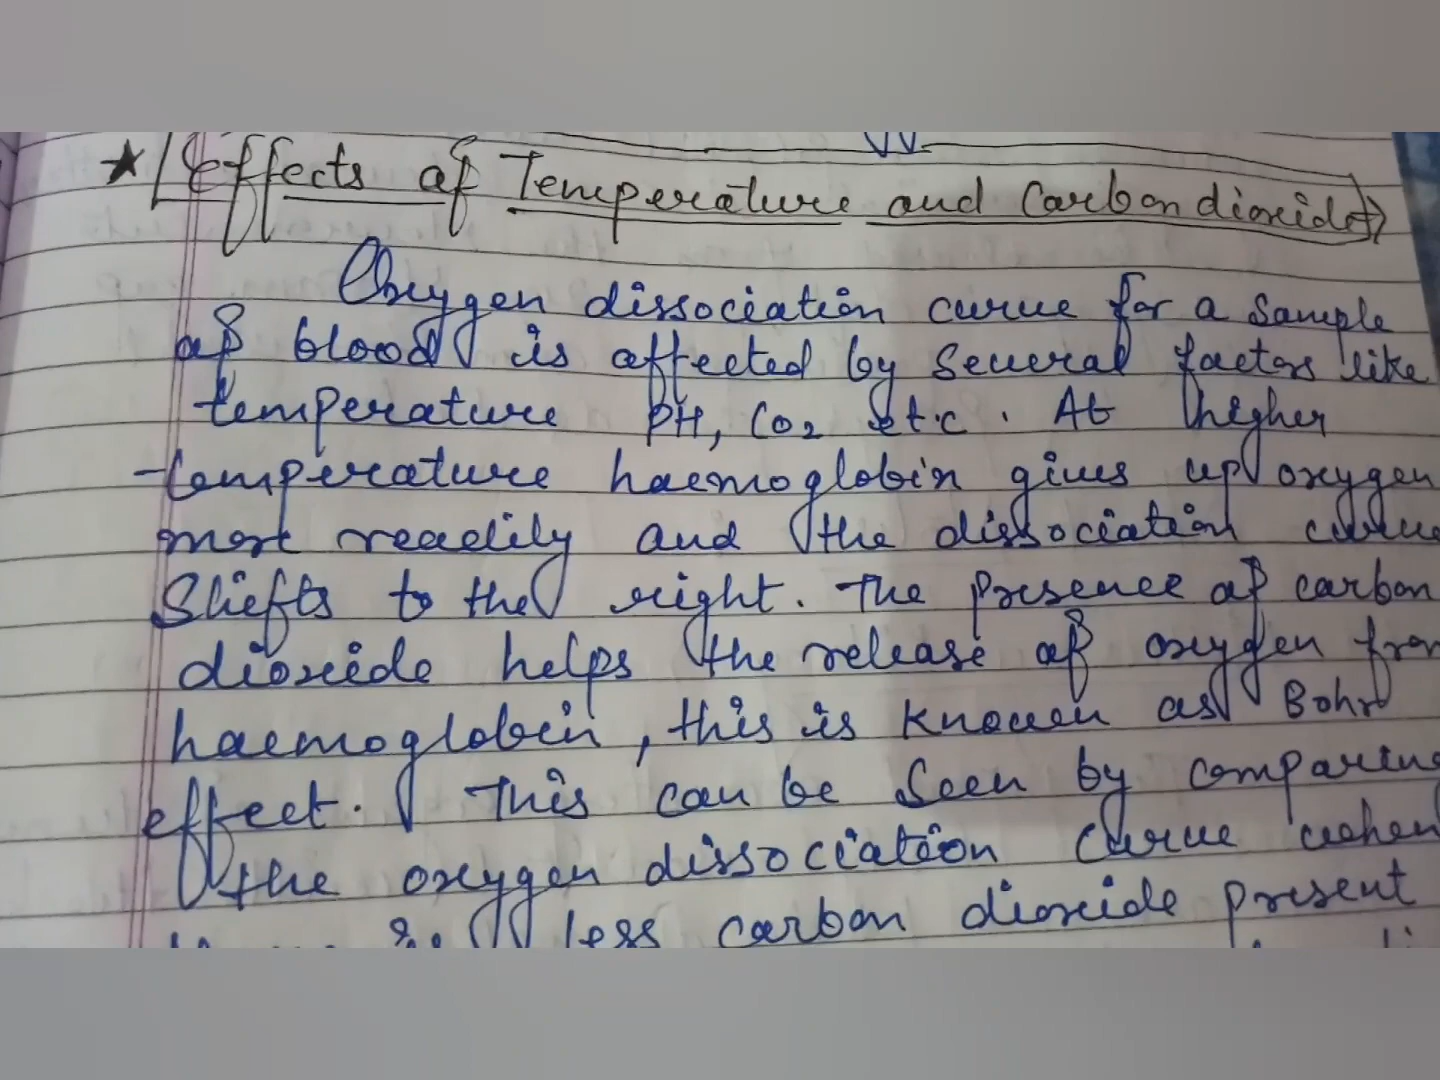 ★ Effects of Temperature and Carbondioxide
Oxygen dissociation curve for a sample
of blood is affected by several factors like
temperature PH, CO₂ etc. At higher
temperature haemoglobin gives up oxygen
more readily and the dissociation curve
Shifts to the right. The presence of carbon
dioxide helps the release of oxygen from
haemoglobin, this is known as Bohr
effect. This can be seen by comparing
the oxygen dissociation curve when
less carbon dioxide present